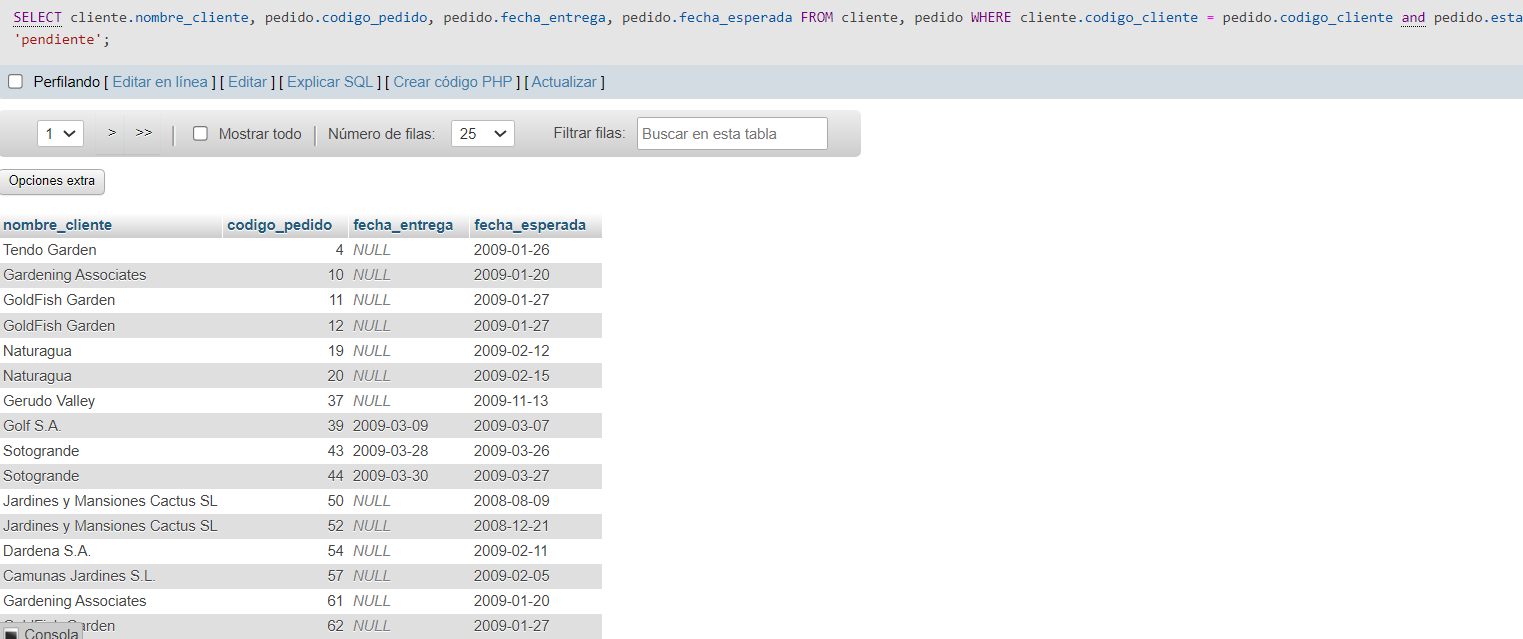 SELECT cliente.nombre_cliente, pedido.codigo_pedido, pedido.fecha_entrega, pedido.fecha_esperada FROM cliente, pedido WHERE cliente.codigo_cliente = pedido.codigo_cliente and pedido.esta
'pendiente';
Perfilando [ Editar en línea ] [ Editar ] [ Explicar SQL ] [ Crear código PHP ] [ Actualizar ]
1 > >> | Mostrar todo | Número de filas: 25 Filtrar filas: Buscar en esta tabla
Opciones extra
nombre_cliente codigo_pedido fecha_entrega fecha_esperada
Tendo Garden 4 NULL 2009-01-26
Gardening Associates 10 NULL 2009-01-20
GoldFish Garden 11 NULL 2009-01-27
GoldFish Garden 12 NULL 2009-01-27
Naturagua 19 NULL 2009-02-12
Naturagua 20 NULL 2009-02-15
Gerudo Valley 37 NULL 2009-11-13
Golf S.A. 39 2009-03-09 2009-03-07
Sotogrande 43 2009-03-28 2009-03-26
Sotogrande 44 2009-03-30 2009-03-27
Jardines y Mansiones Cactus SL 50 NULL 2008-08-09
Jardines y Mansiones Cactus SL 52 NULL 2008-12-21
Dardena S.A. 54 NULL 2009-02-11
Camunas Jardines S.L. 57 NULL 2009-02-05
Gardening Associates 61 NULL 2009-01-20
GoldFish Garden 62 NULL 2009-01-27
Consola